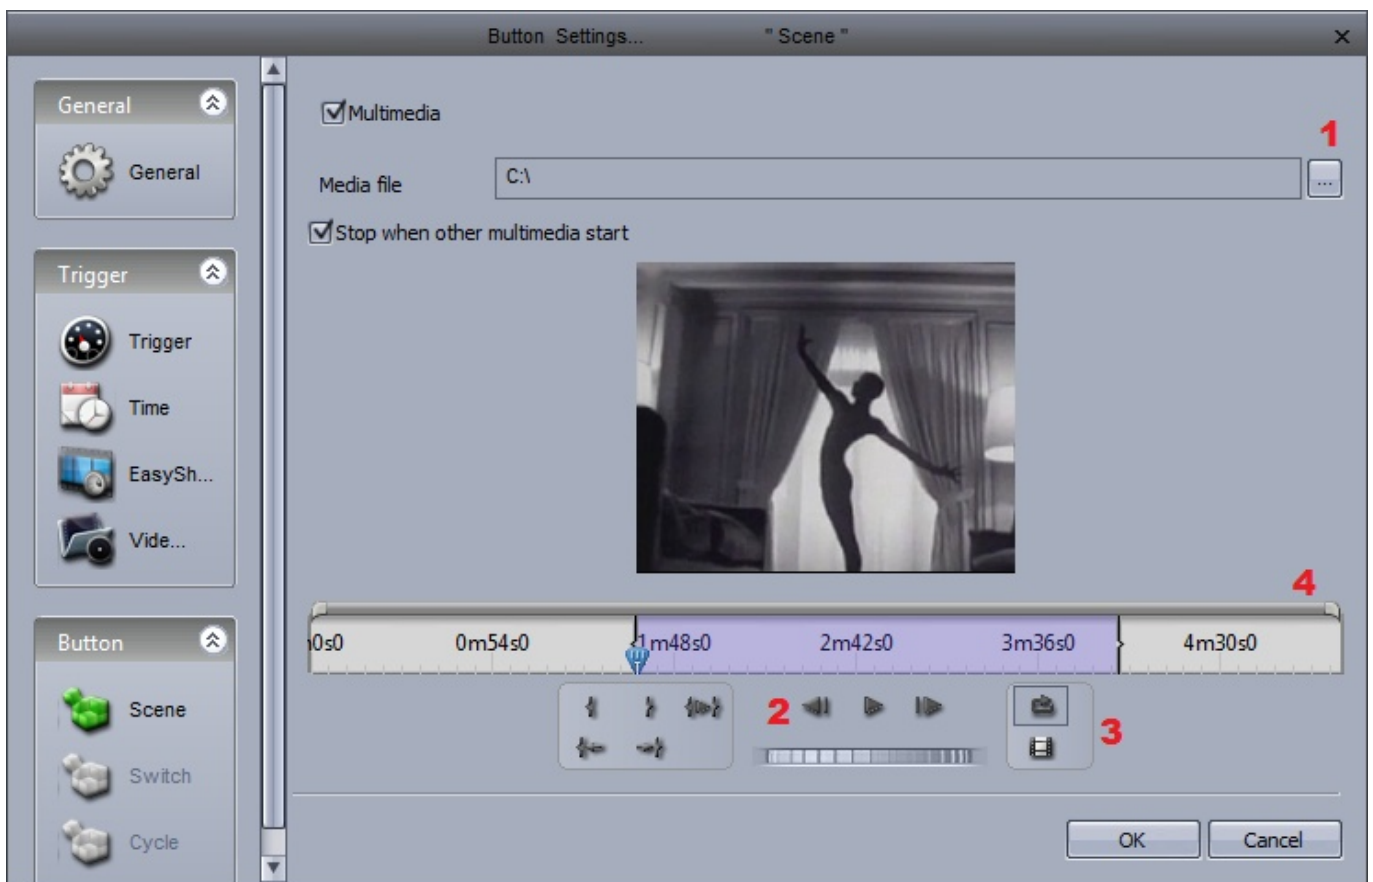 Button Settings... " Scene "
General
General
Trigger
Trigger
Time
EasySh...
Vide...
Button
Scene
Switch
Cycle
Multimedia
1
Media file C:\ ...
Stop when other multimedia start
4
0s0 0m54s0 1m48s0 2m42s0 3m36s0 4m30s0
2
3
OK Cancel